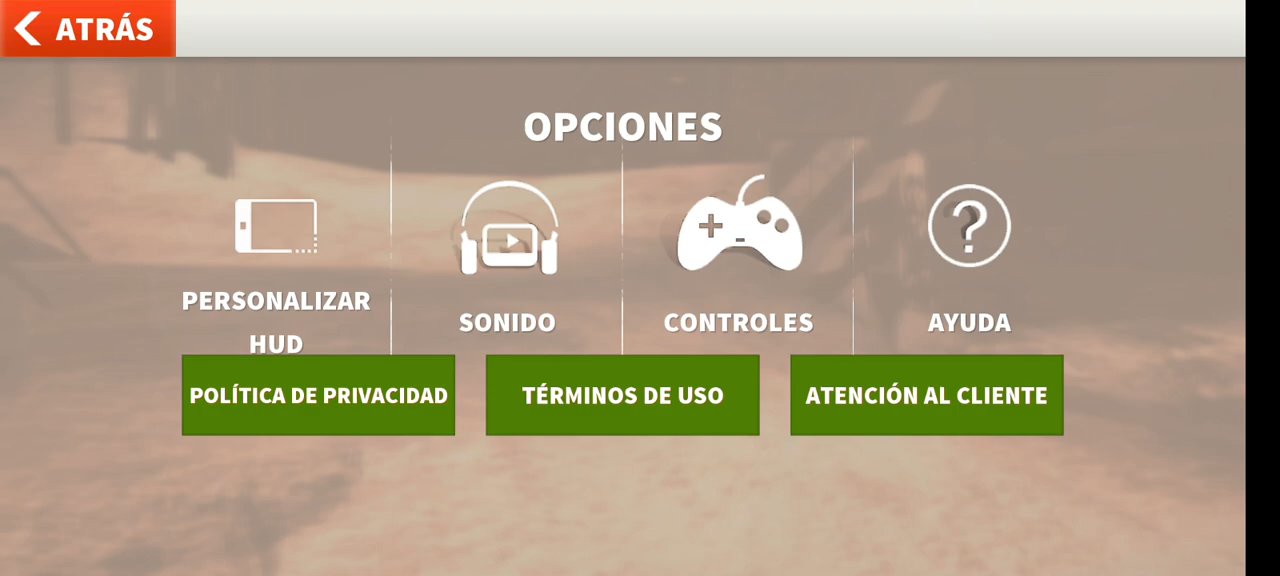 ATRÁS
OPCIONES
PERSONALIZAR
HUD
SONIDO
CONTROLES
AYUDA
POLÍTICA DE PRIVACIDAD
TÉRMINOS DE USO
ATENCIÓN AL CLIENTE